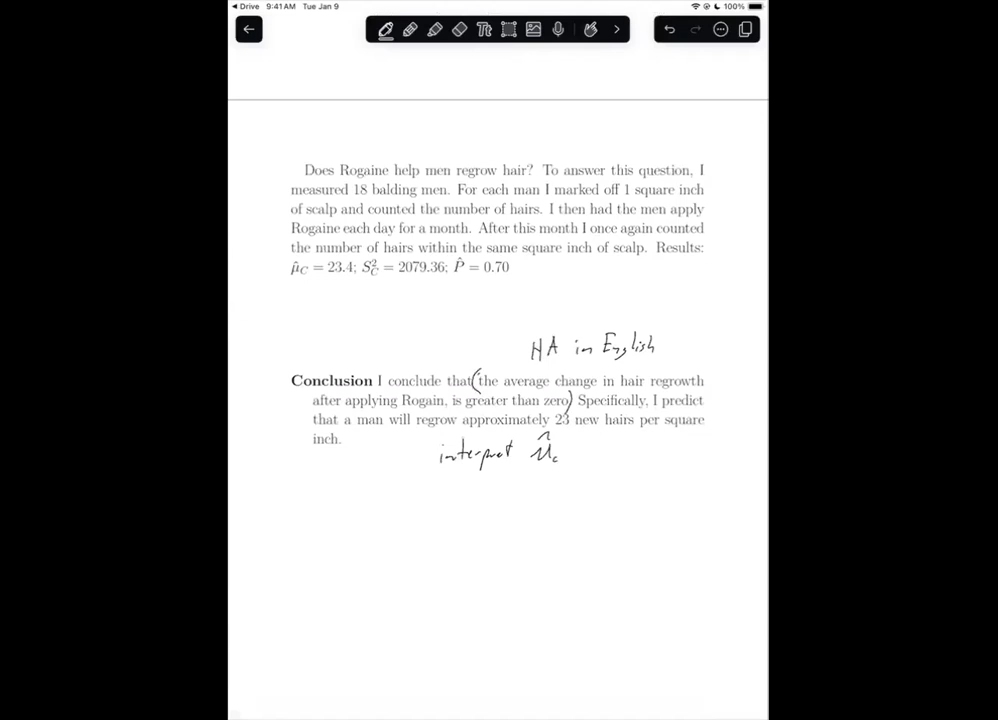 Drive 9:41 AM Tue Jan 9 100%
Tt
Does Rogaine help men regrow hair? To answer this question, I
measured 18 balding men. For each man I marked off 1 square inch
of scalp and counted the number of hairs. I then had the men apply
Rogaine each day for a month. After this month I once again counted
the number of hairs within the same square inch of scalp. Results:
μ̂_C = 23.4; S²_C = 2079.36; P̂ = 0.70
HA in English
Conclusion I conclude that (the average change in hair regrowth
after applying Rogain, is greater than zero) Specifically, I predict
that a man will regrow approximately 23 new hairs per square
inch.
interpret μ̂_c